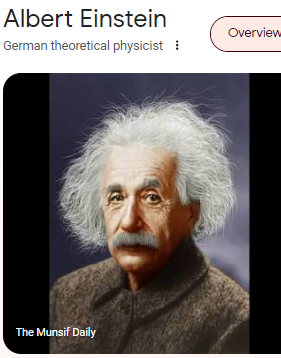 Albert Einstein
German theoretical physicist
Overview
The Munsif Daily